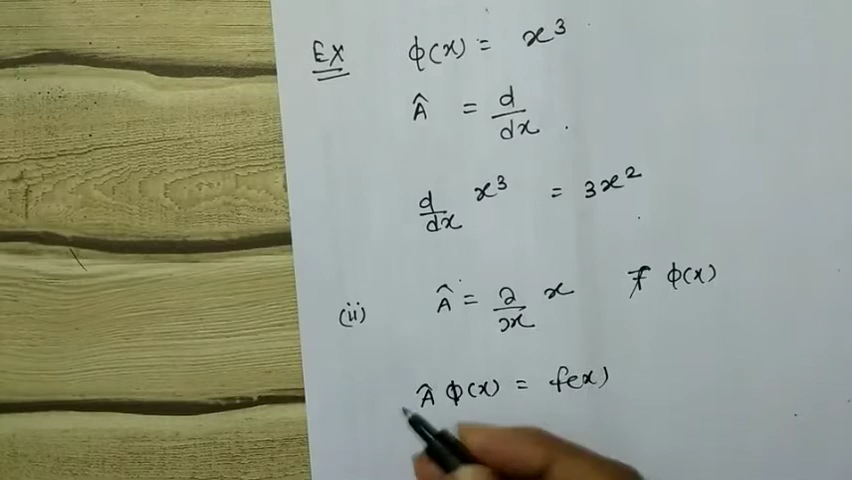 Ex φ(x) = x³
Â = d/dx .
d/dx x³ = 3x²
(ii) Â = ∂/∂x x ≠ φ(x)
Â φ(x) = f(x)